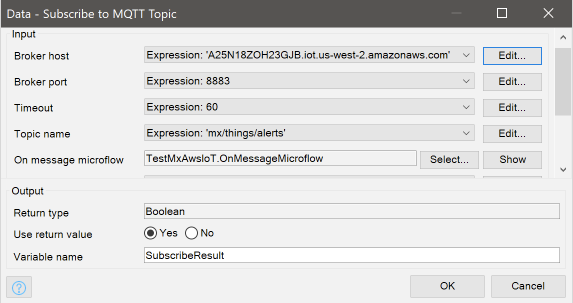 Data - Subscribe to MQTT Topic
Input
Broker host Expression: 'A25N18ZOH23GJB.iot.us-west-2.amazonaws.com' Edit...
Broker port Expression: 8883 Edit...
Timeout Expression: 60 Edit...
Topic name Expression: 'mx/things/alerts' Edit...
On message microflow TestMxAwsIoT.OnMessageMicroflow Select... Show
Output
Return type Boolean
Use return value Yes No
Variable name SubscribeResult
? OK Cancel